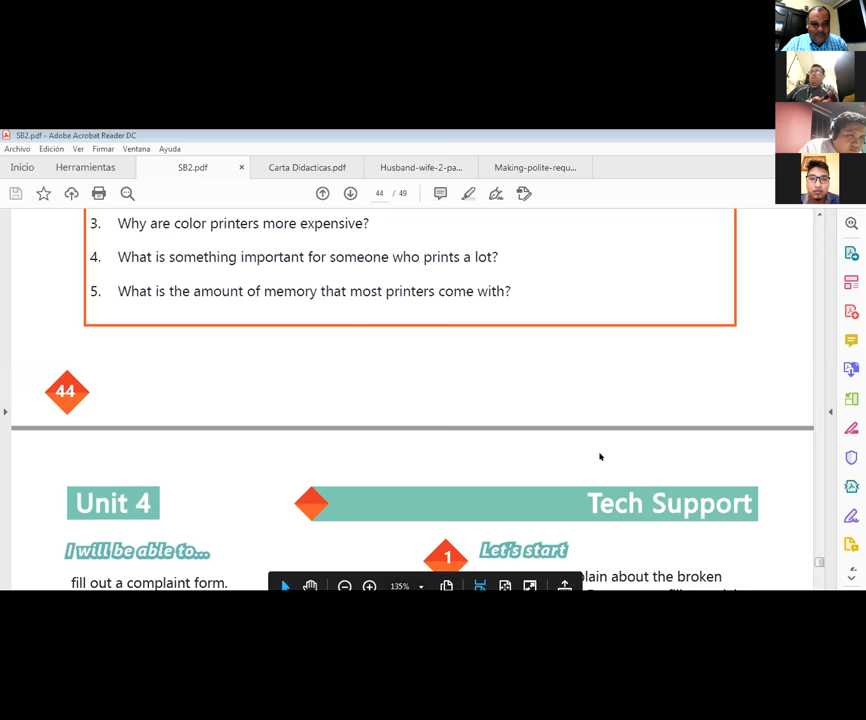 SB2.pdf - Adobe Acrobat Reader DC
Archivo Edición Ver Firmar Ventana Ayuda
Inicio Herramientas SB2.pdf × Carta Didacticas.pdf Husband-wife-2-pa... Making-polite-requ...
44 / 49
3. Why are color printers more expensive?
4. What is something important for someone who prints a lot?
5. What is the amount of memory that most printers come with?
44
Unit 4 Tech Support
I will be able to... 1 Let's start
fill out a complaint form. plain about the broken
135%